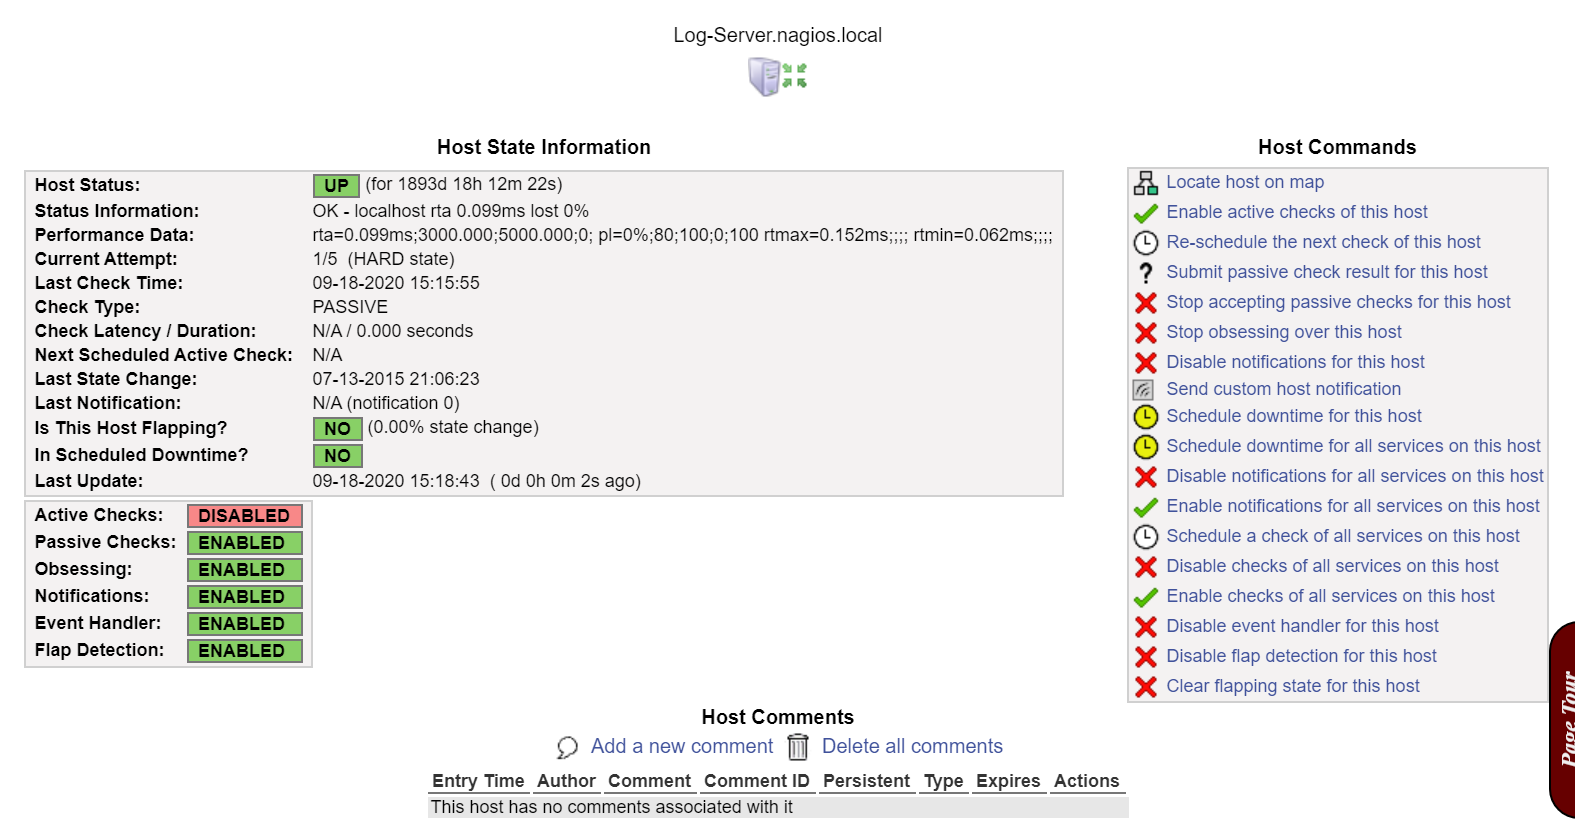 Log-Server.nagios.local
Host State Information
Host Status: UP (for 1893d 18h 12m 22s)
Status Information: OK - localhost rta 0.099ms lost 0%
Performance Data: rta=0.099ms;3000.000;5000.000;0; pl=0%;80;100;0;100 rtmax=0.152ms;;;; rtmin=0.062ms;;;;
Current Attempt: 1/5 (HARD state)
Last Check Time: 09-18-2020 15:15:55
Check Type: PASSIVE
Check Latency / Duration: N/A / 0.000 seconds
Next Scheduled Active Check: N/A
Last State Change: 07-13-2015 21:06:23
Last Notification: N/A (notification 0)
Is This Host Flapping? NO (0.00% state change)
In Scheduled Downtime? NO
Last Update: 09-18-2020 15:18:43 ( 0d 0h 0m 2s ago)
Active Checks: DISABLED
Passive Checks: ENABLED
Obsessing: ENABLED
Notifications: ENABLED
Event Handler: ENABLED
Flap Detection: ENABLED
Host Commands
Locate host on map
Enable active checks of this host
Re-schedule the next check of this host
Submit passive check result for this host
Stop accepting passive checks for this host
Stop obsessing over this host
Disable notifications for this host
Send custom host notification
Schedule downtime for this host
Schedule downtime for all services on this host
Disable notifications for all services on this host
Enable notifications for all services on this host
Schedule a check of all services on this host
Disable checks of all services on this host
Enable checks of all services on this host
Disable event handler for this host
Disable flap detection for this host
Clear flapping state for this host
Page Tour
Host Comments
Add a new comment Delete all comments
Entry Time Author Comment Comment ID Persistent Type Expires Actions
This host has no comments associated with it